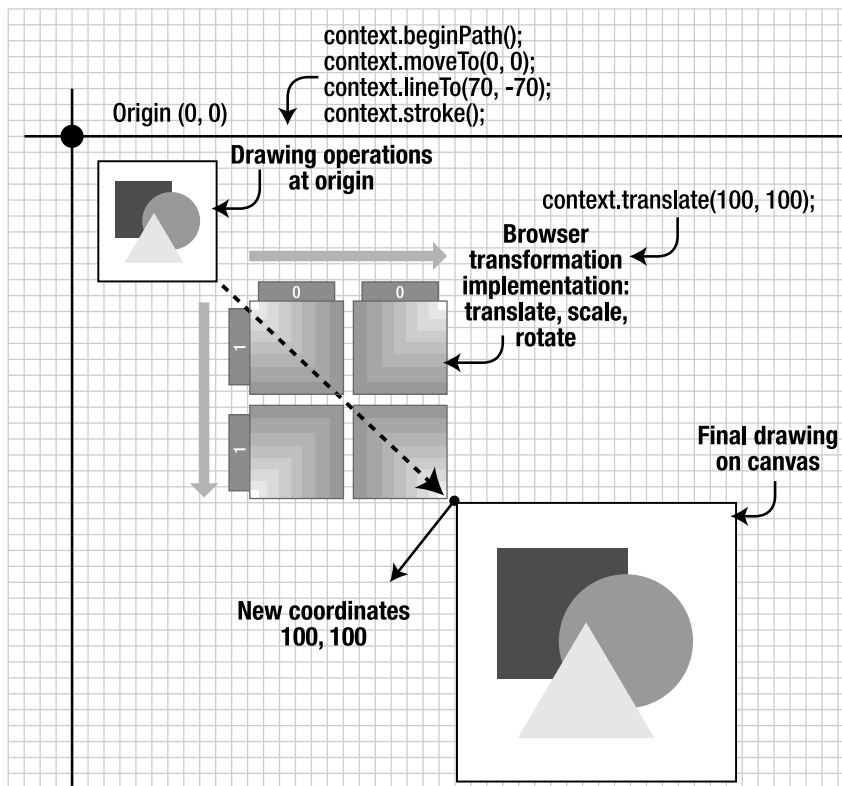 context.beginPath();
context.moveTo(0, 0);
context.lineTo(70, -70);
context.stroke();
Origin (0, 0)
Drawing operations
at origin
context.translate(100, 100);
Browser
transformation
implementation:
translate, scale,
rotate
0
0
1
1
Final drawing
on canvas
New coordinates
100, 100